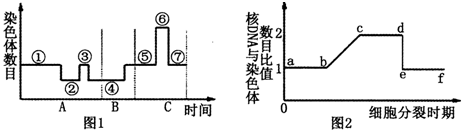 染色体数目
① ② ③ ④ ⑤ ⑥ ⑦
A B C 时间
图1
核DNA与染色体数目比值
2
1
0
a b c d e f
细胞分裂时期
图2